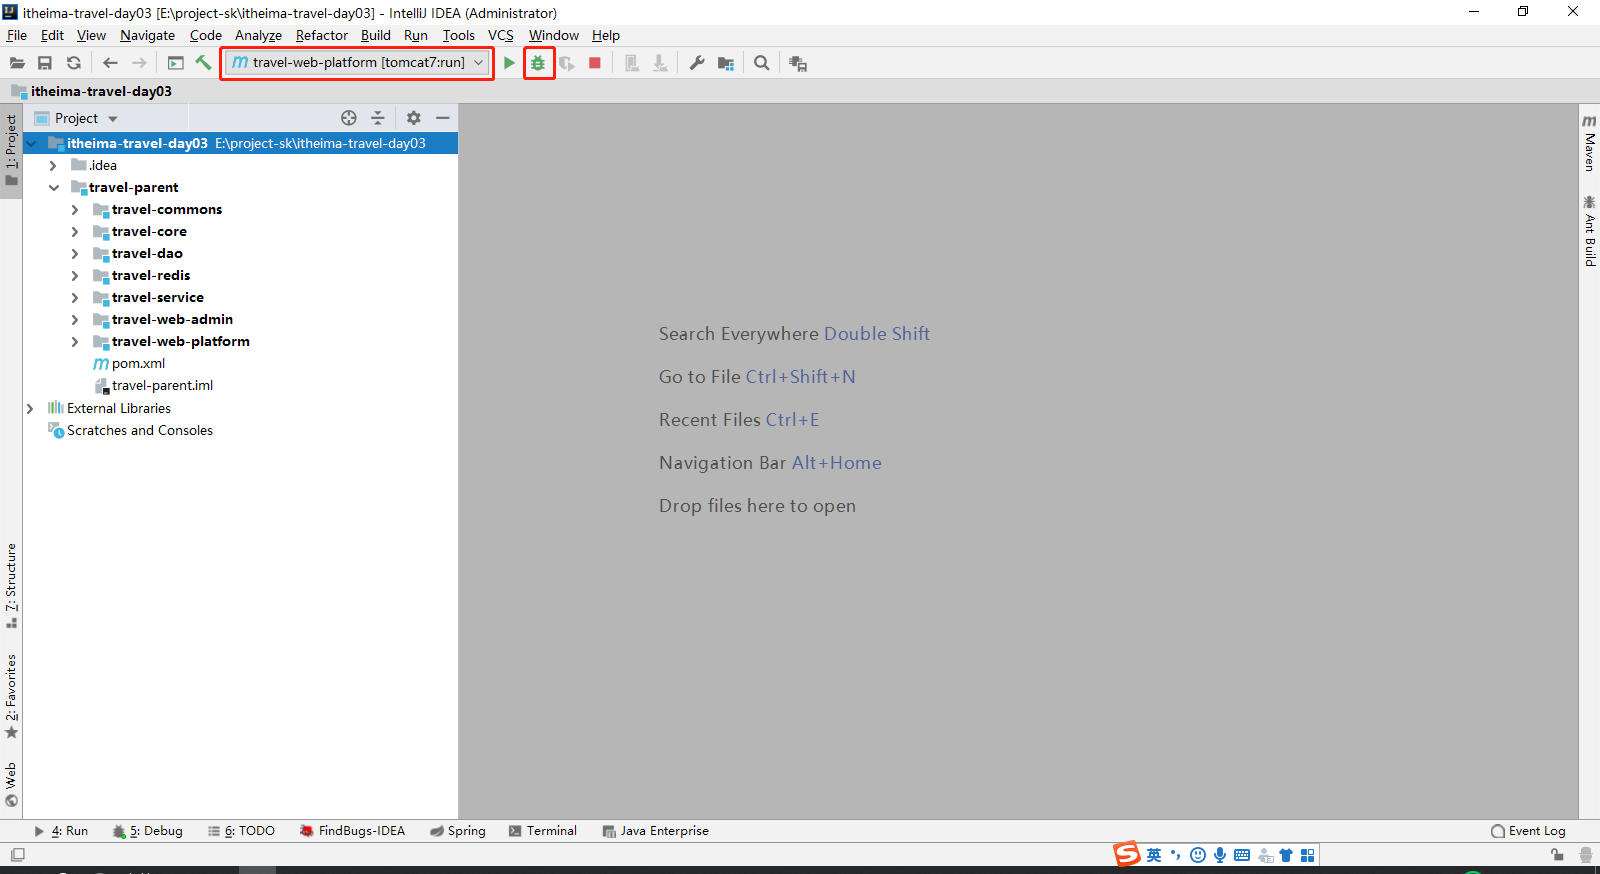 itheima-travel-day03 [E:\project-sk\itheima-travel-day03] - IntelliJ IDEA (Administrator)
File Edit View Navigate Code Analyze Refactor Build Run Tools VCS Window Help
travel-web-platform [tomcat7:run]
itheima-travel-day03
Project
itheima-travel-day03 E:\project-sk\itheima-travel-day03
.idea
travel-parent
travel-commons
travel-core
travel-dao
travel-redis
travel-service
travel-web-admin
travel-web-platform
pom.xml
travel-parent.iml
External Libraries
Scratches and Consoles
1: Project
7: Structure
2: Favorites
Web
Search Everywhere Double Shift
Go to File Ctrl+Shift+N
Recent Files Ctrl+E
Navigation Bar Alt+Home
Drop files here to open
Maven
Ant Build
4: Run 5: Debug 6: TODO FindBugs-IDEA Spring Terminal Java Enterprise Event Log
英